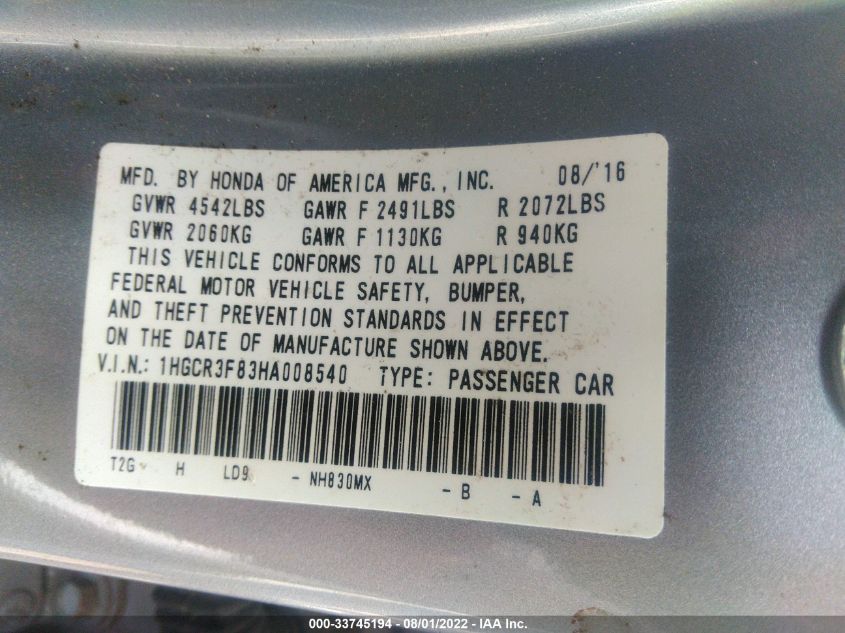 MFD. BY HONDA OF AMERICA MFG., INC. 08/'16
GVWR 4542LBS GAWR F 2491LBS R 2072LBS
GVWR 2060KG GAWR F 1130KG R 940KG
THIS VEHICLE CONFORMS TO ALL APPLICABLE
FEDERAL MOTOR VEHICLE SAFETY, BUMPER,
AND THEFT PREVENTION STANDARDS IN EFFECT
ON THE DATE OF MANUFACTURE SHOWN ABOVE.
V.I.N.: 1HGCR3F83HA008540 TYPE: PASSENGER CAR
T2G H LD9 - NH830MX - B - A
000-33745194 - 08/01/2022 - IAAI.com